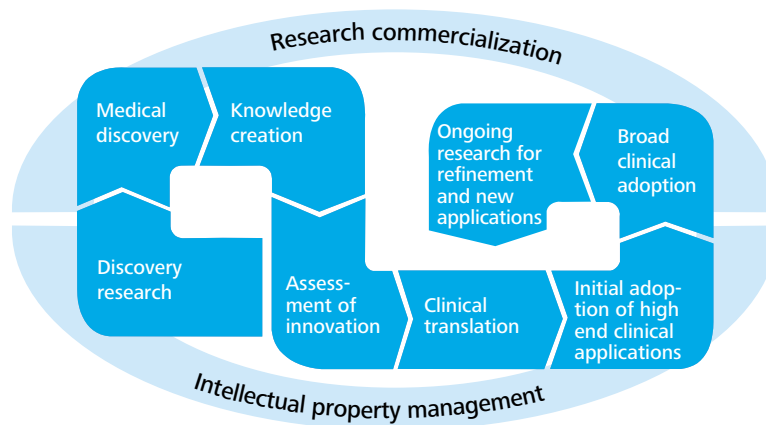 Research commercialization
Medical
discovery
Knowledge
creation
Ongoing
research for
refinement
and new
applications
Broad
clinical
adoption
Discovery
research
Assess-
ment of
innovation
Clinical
translation
Initial adop-
tion of high
end clinical
applications
Intellectual property management